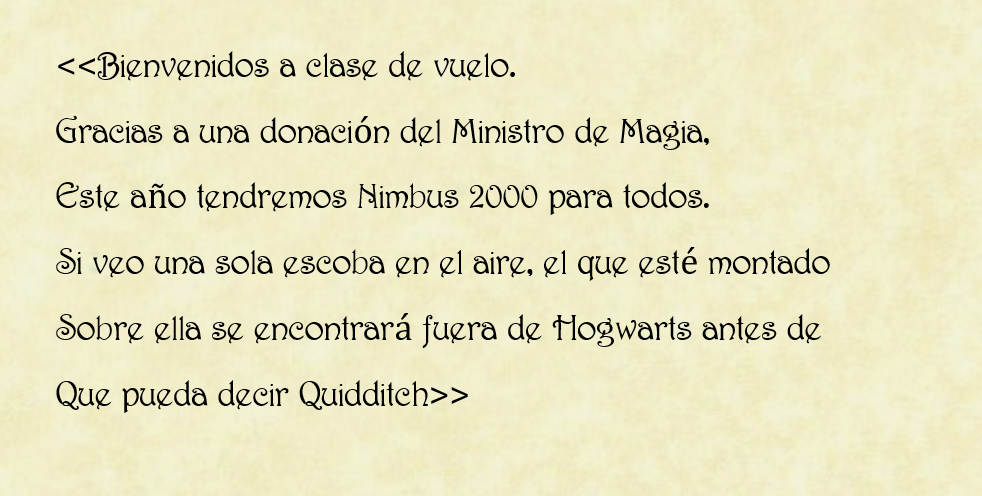 <<Bienvenidos a clase de vuelo.
Gracias a una donación del Ministro de Magia,
Este año tendremos Nimbus 2000 para todos.
Si veo una sola escoba en el aire, el que esté montado
Sobre ella se encontrará fuera de Hogwarts antes de
Que pueda decir Quidditch>>